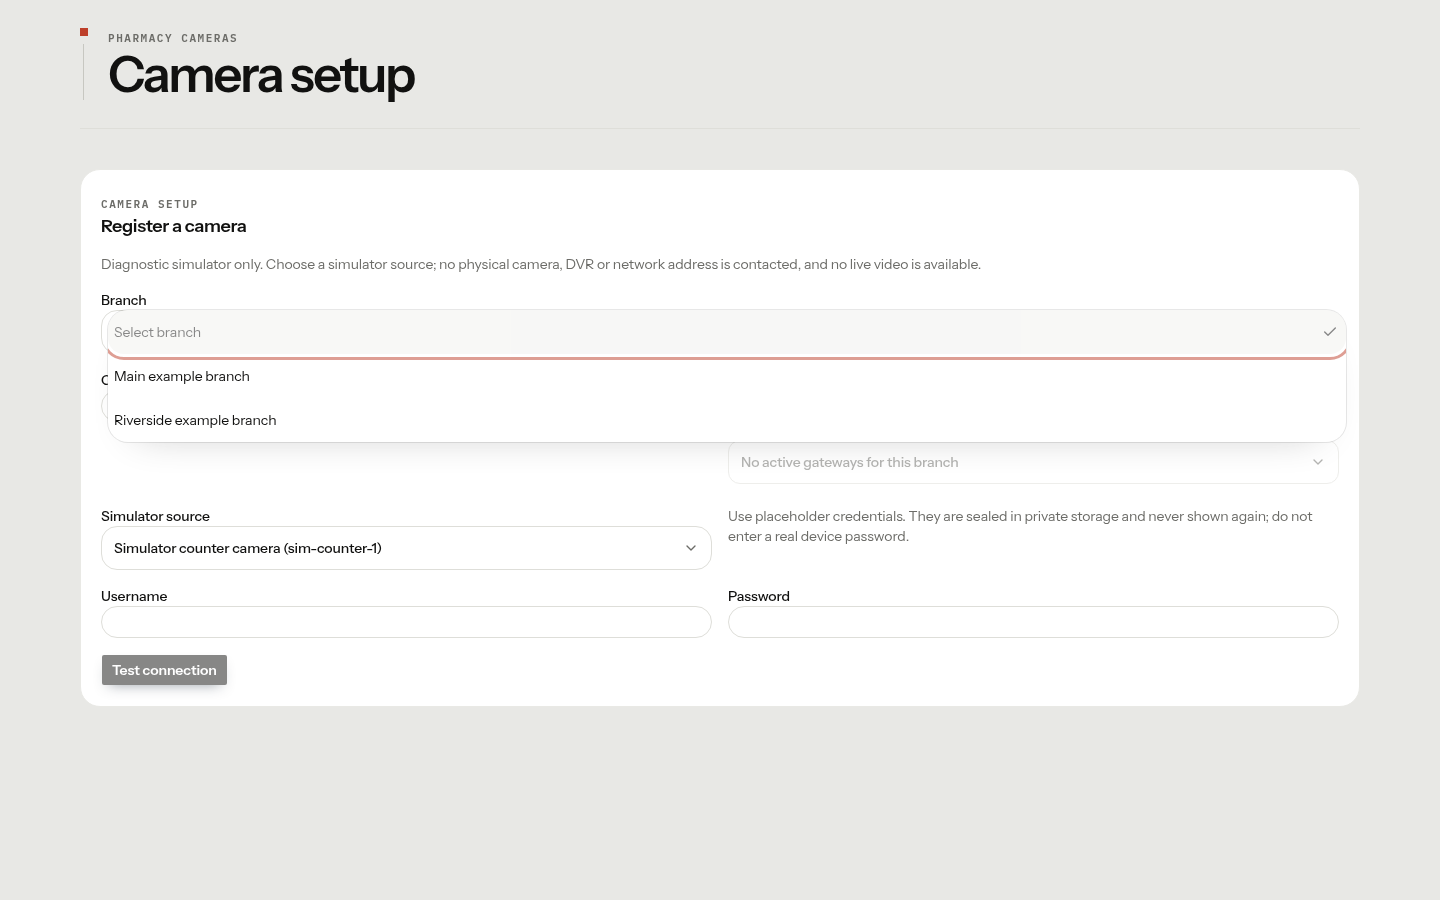 PHARMACY CAMERAS
Camera setup
CAMERA SETUP
Register a camera
Diagnostic simulator only. Choose a simulator source; no physical camera, DVR or network address is contacted, and no live video is available.
Branch
Select branch
Main example branch
Riverside example branch
No active gateways for this branch
Simulator source
Simulator counter camera (sim-counter-1)
Use placeholder credentials. They are sealed in private storage and never shown again; do not
enter a real device password.
Username
Password
Test connection